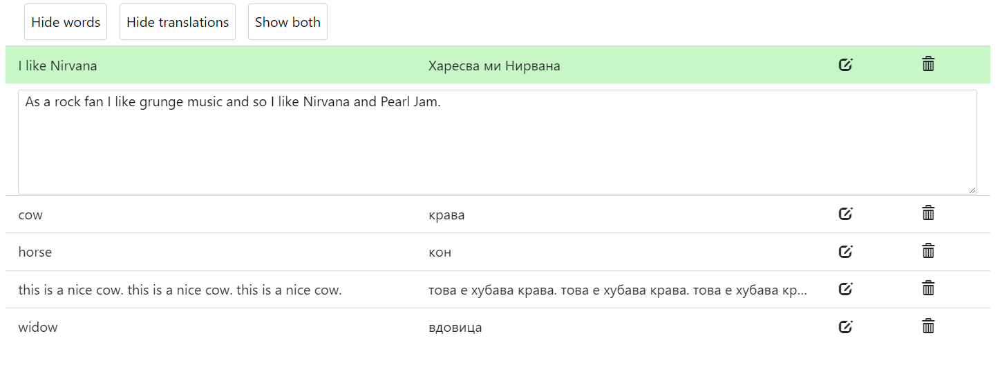 Hide words Hide translations Show both
I like Nirvana Харесва ми Нирвана
As a rock fan I like grunge music and so I like Nirvana and Pearl Jam.
cow крава
horse кон
this is a nice cow. this is a nice cow. this is a nice cow. това е хубава крава. това е хубава крава. това е хубава кр...
widow вдовица